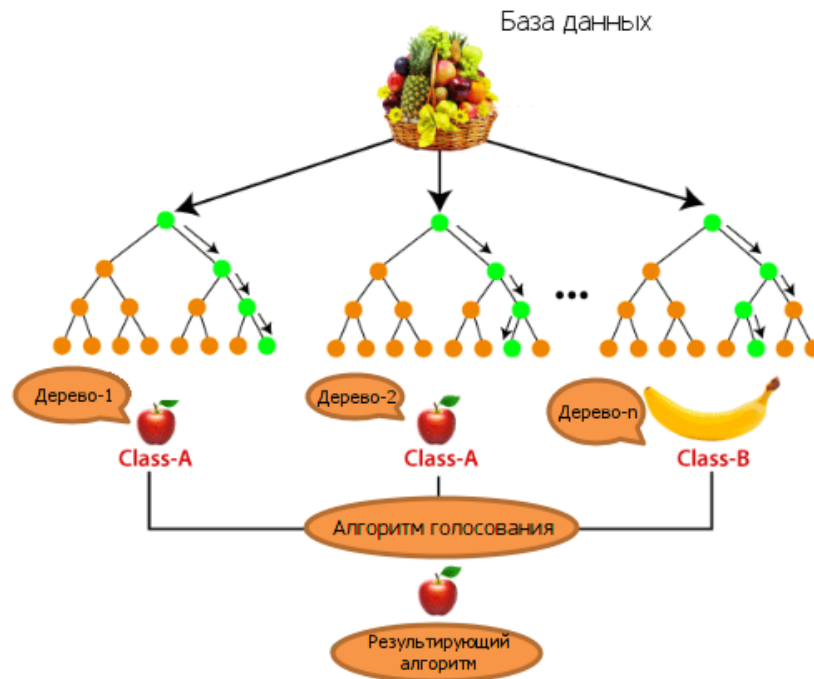 База данных
Дерево-1
Дерево-2
Дерево-n
Class-A
Class-A
Class-B
Алгоритм голосования
Результирующий
алгоритм